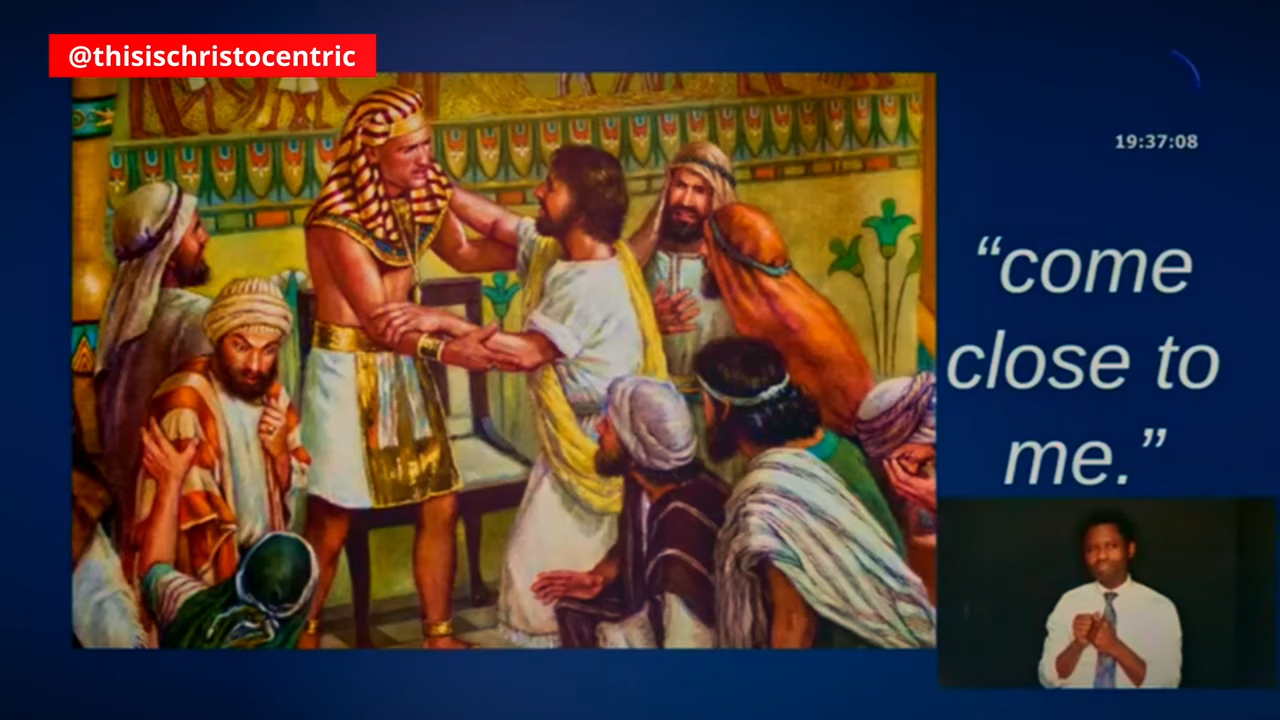 @thisischristocentric
19:37:08
“come
close to
me.”